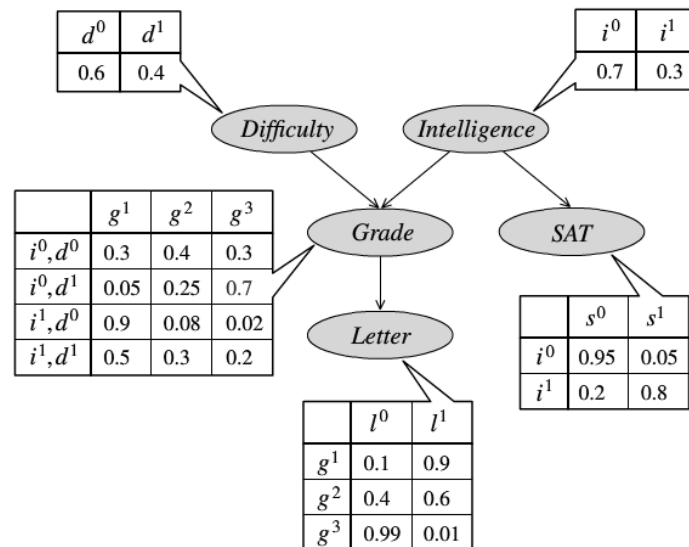 d⁰ d¹
0.6 0.4
i⁰ i¹
0.7 0.3
Difficulty
Intelligence
g¹ g² g³
i⁰,d⁰ 0.3 0.4 0.3
i⁰,d¹ 0.05 0.25 0.7
i¹,d⁰ 0.9 0.08 0.02
i¹,d¹ 0.5 0.3 0.2
Grade
SAT
Letter
s⁰ s¹
i⁰ 0.95 0.05
i¹ 0.2 0.8
l⁰ l¹
g¹ 0.1 0.9
g² 0.4 0.6
g³ 0.99 0.01